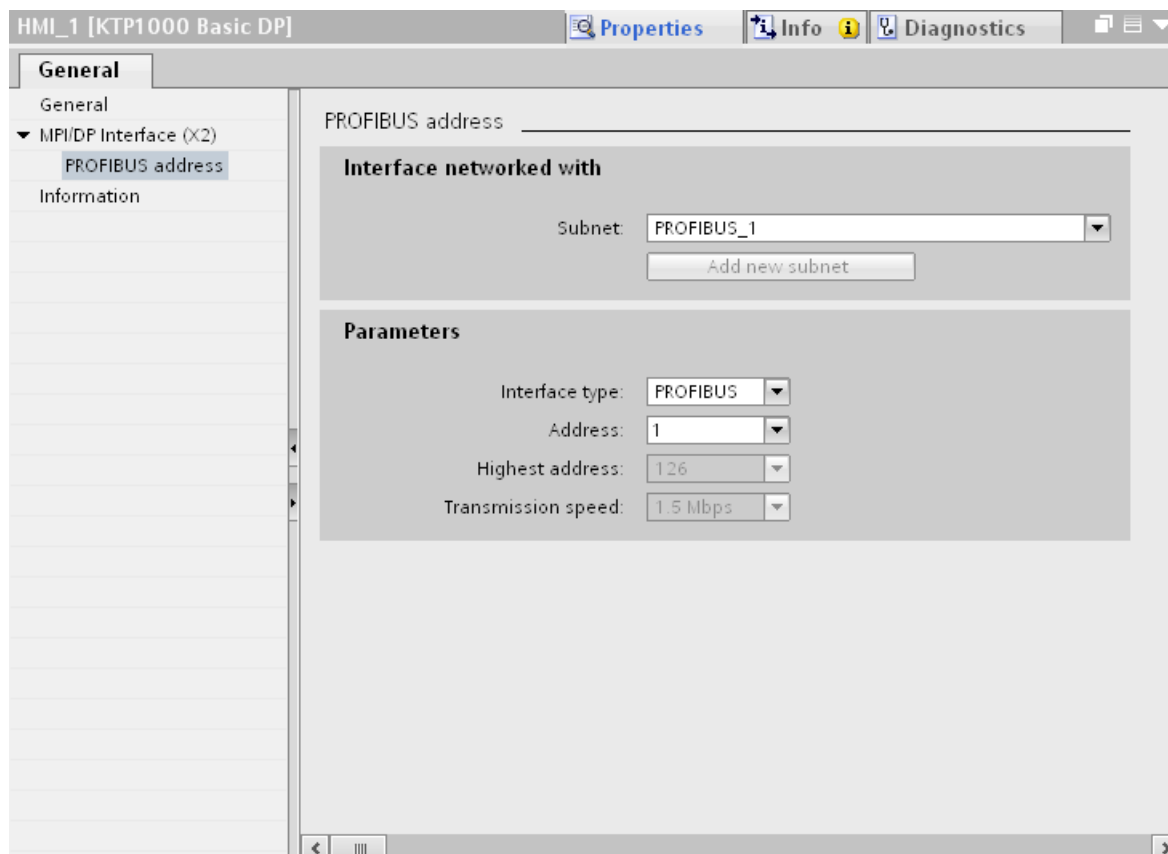 HMI_1 [KTP1000 Basic DP]
Properties
Info
Diagnostics
General
General
MPI/DP Interface (X2)
PROFIBUS address
Information
PROFIBUS address
Interface networked with
Subnet: PROFIBUS_1
Add new subnet
Parameters
Interface type: PROFIBUS
Address: 1
Highest address: 126
Transmission speed: 1.5 Mbps